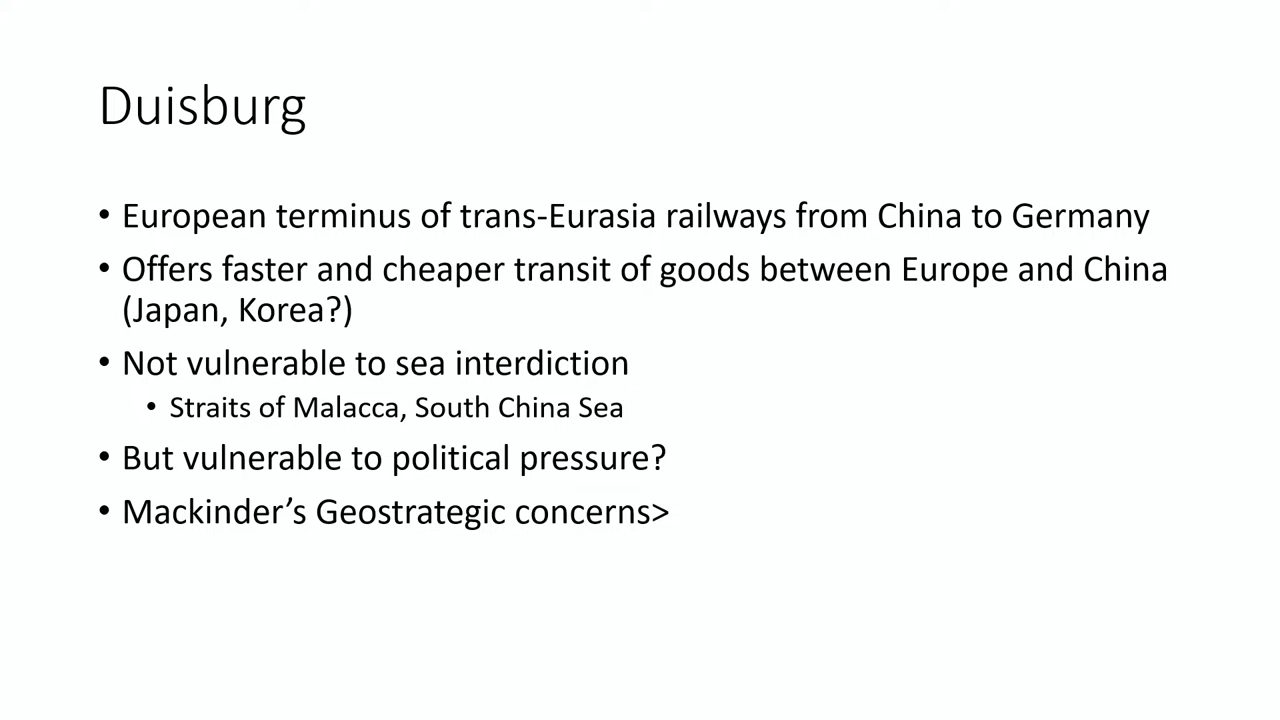 Duisburg
• European terminus of trans-Eurasia railways from China to Germany
• Offers faster and cheaper transit of goods between Europe and China
(Japan, Korea?)
• Not vulnerable to sea interdiction
• Straits of Malacca, South China Sea
• But vulnerable to political pressure?
• Mackinder’s Geostrategic concerns>